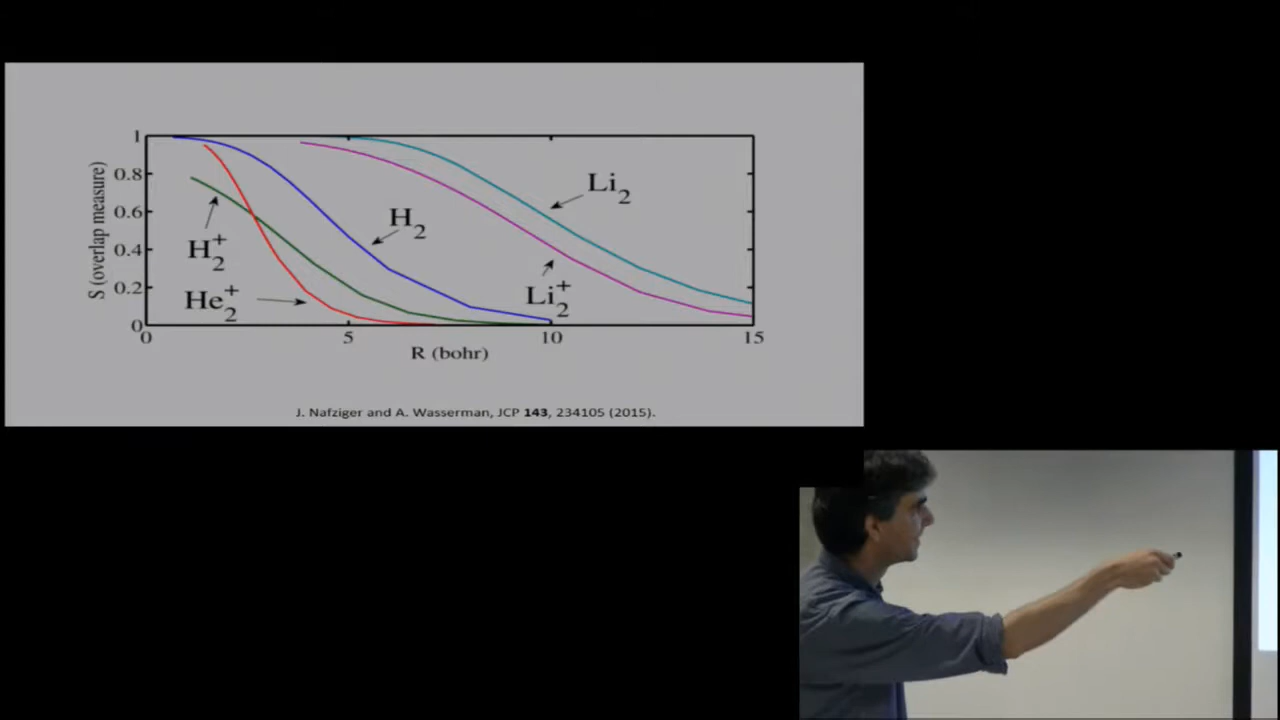 1
0.8
0.6
0.4
0.2
0
S (overlap measure)
Li2
H2
H2+
He2+
Li2+
0 5 10 15
R (bohr)
J. Nafziger and A. Wasserman, JCP 143, 234105 (2015).